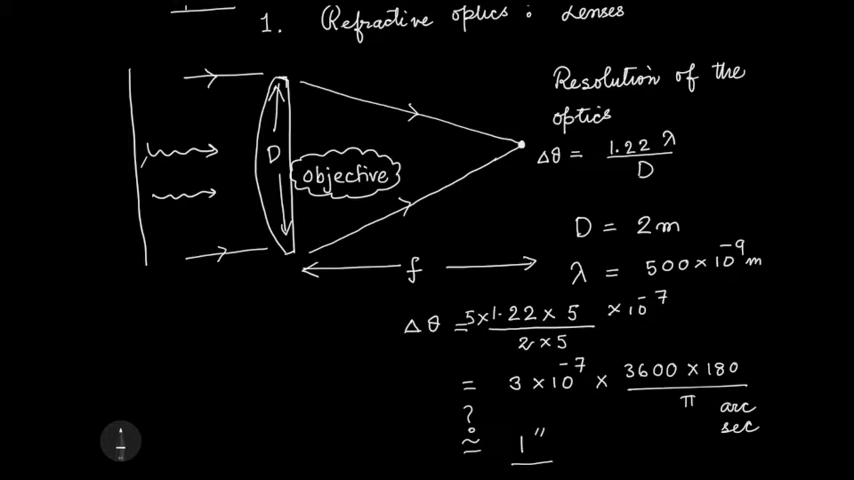 1. Refractive optics : Lenses
Resolution of the
optics
Δθ = 1.22 λ / D
D
objective
D = 2m
λ = 500 × 10⁻⁹ m
f
Δθ = 5×1.22 × 5 / 2 × 5 × 10⁻⁷
= 3 × 10⁻⁷ × 3600 × 180 / π arc
sec
?
≅ 1"